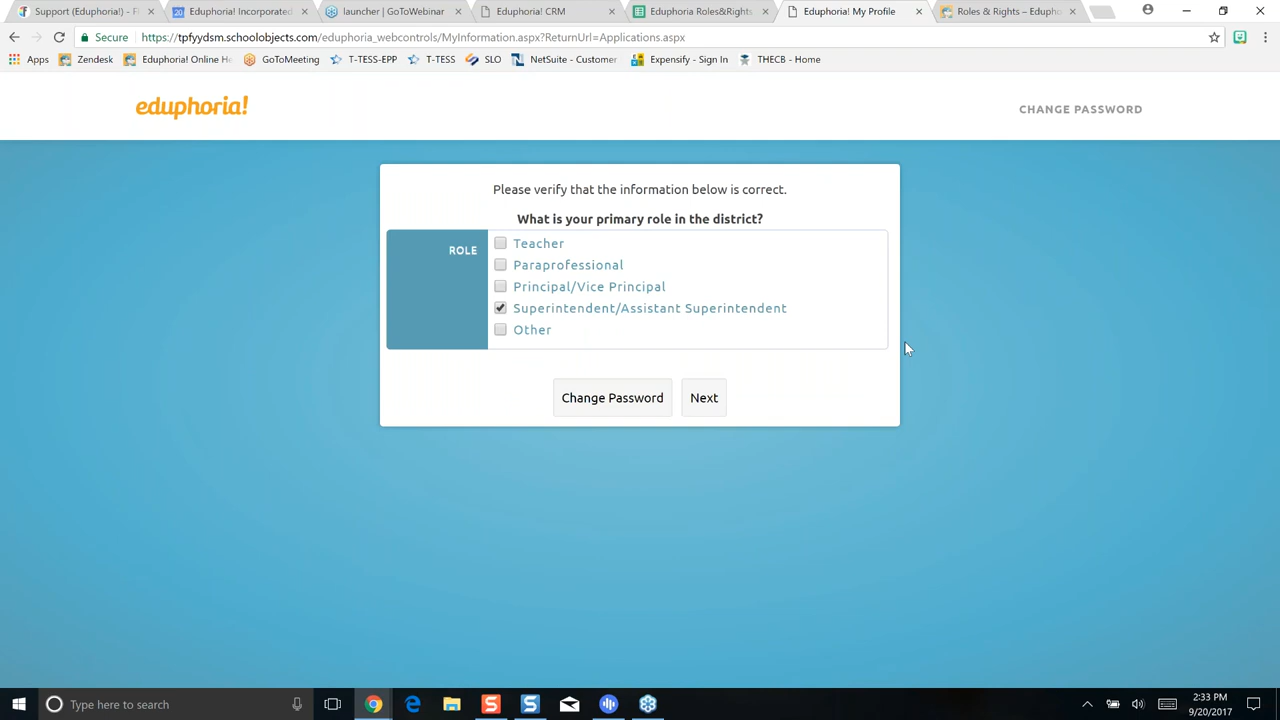 Support (Eduphoria!) - F
Eduphoria! Incorporated
launcher | GoToWebinar
Eduphoria! CRM
Eduphoria Roles&Rights
Eduphoria! My Profile
Roles & Rights – Edupho
Secure
https://tpfyydsm.schoolobjects.com/eduphoria_webcontrols/MyInformation.aspx?ReturnUrl=Applications.aspx
Apps
Zendesk
Eduphoria! Online He
GoToMeeting
T-TESS-EPP
T-TESS
SLO
NetSuite - Customer
Expensify - Sign In
THECB - Home
eduphoria!
CHANGE PASSWORD
Please verify that the information below is correct.
What is your primary role in the district?
ROLE
Teacher
Paraprofessional
Principal/Vice Principal
Superintendent/Assistant Superintendent
Other
Change Password
Next
Type here to search
2:33 PM
9/20/2017